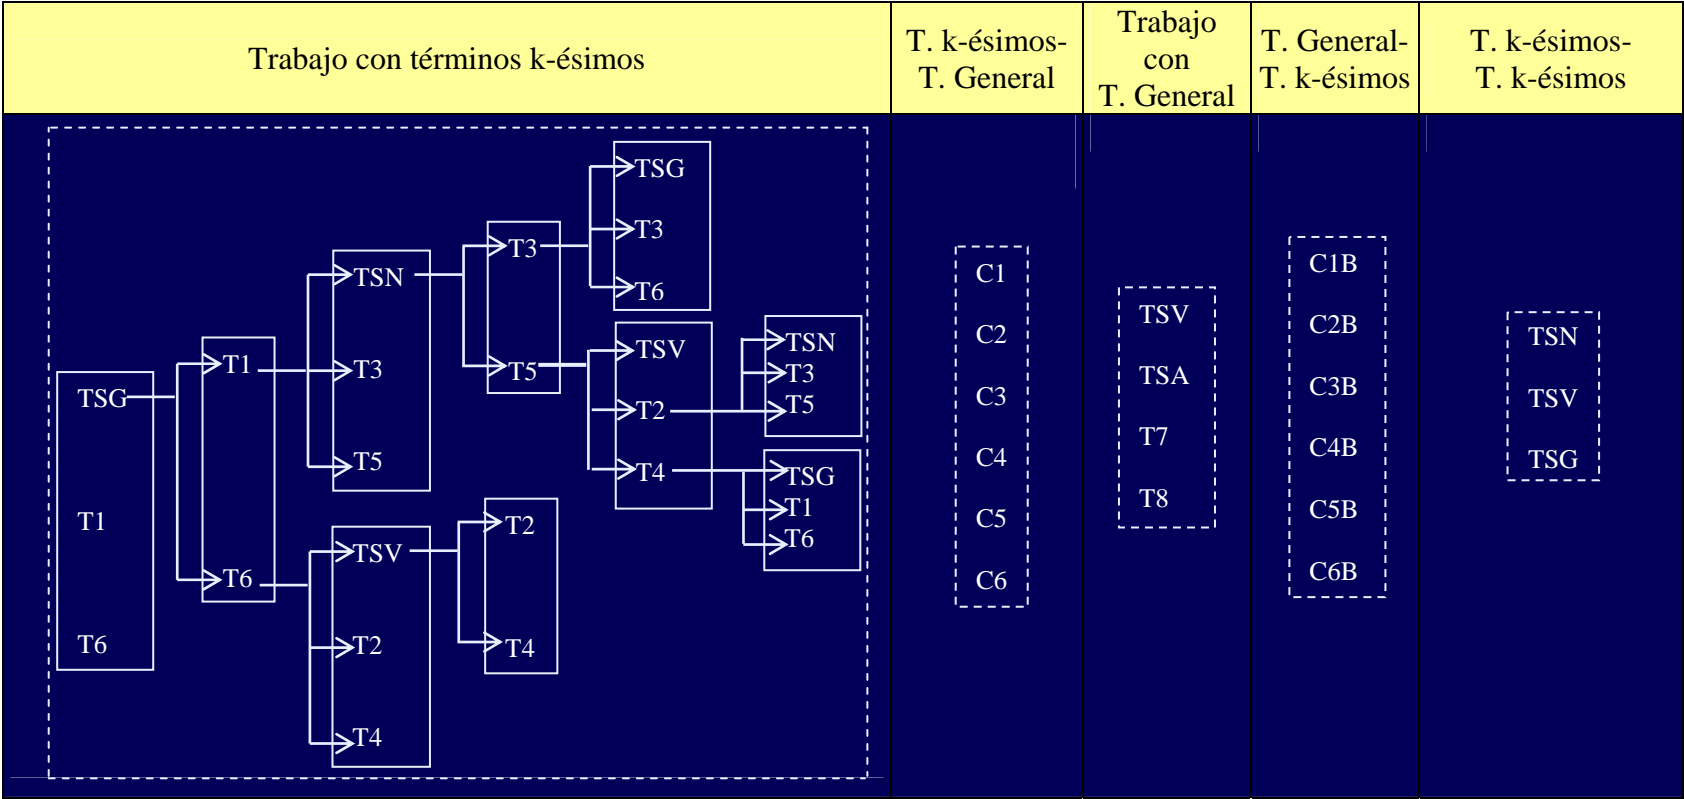 Trabajo con términos k-ésimos
T. k-ésimos-
T. General
Trabajo
con
T. General
T. General-
T. k-ésimos
T. k-ésimos-
T. k-ésimos
TSG
T1
T6
T1
T6
TSN
T3
T5
TSV
T2
T4
T3
T5
T2
T4
TSG
T3
T6
TSV
T2
T4
TSN
T3
T5
TSG
T1
T6
C1
C2
C3
C4
C5
C6
TSV
TSA
T7
T8
C1B
C2B
C3B
C4B
C5B
C6B
TSN
TSV
TSG